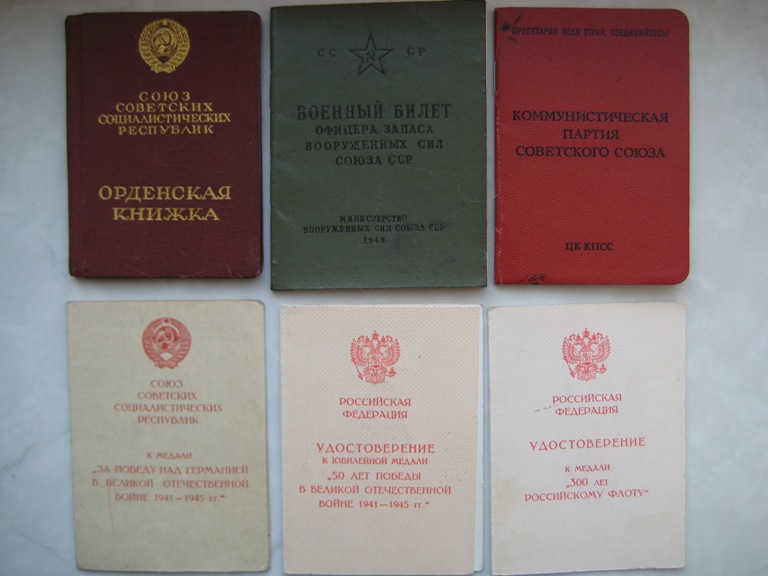 СОЮЗ
СОВЕТСКИХ
СОЦИАЛИСТИЧЕСКИХ
РЕСПУБЛИК
ОРДЕНСКАЯ
КНИЖКА
СС СР
ВОЕННЫЙ БИЛЕТ
ОФИЦЕРА ЗАПАСА
ВООРУЖЕННЫХ СИЛ
СОЮЗА ССР
МИНИСТЕРСТВО
ВООРУЖЕННЫХ СИЛ СОЮЗА ССР
1948
ПРОЛЕТАРИИ ВСЕХ СТРАН, СОЕДИНЯЙТЕСЬ!
КОММУНИСТИЧЕСКАЯ
ПАРТИЯ
СОВЕТСКОГО СОЮЗА
ЦК КПСС
СОЮЗ
СОВЕТСКИХ
СОЦИАЛИСТИЧЕСКИХ
РЕСПУБЛИК
К МЕДАЛИ
„ЗА ПОБЕДУ НАД ГЕРМАНИЕЙ
В ВЕЛИКОЙ ОТЕЧЕСТВЕННОЙ
ВОЙНЕ 1941—1945 гг."
РОССИЙСКАЯ
ФЕДЕРАЦИЯ
УДОСТОВЕРЕНИЕ
К ЮБИЛЕЙНОЙ МЕДАЛИ
„50 ЛЕТ ПОБЕДЫ
В ВЕЛИКОЙ ОТЕЧЕСТВЕННОЙ
ВОЙНЕ 1941—1945 гг."
РОССИЙСКАЯ
ФЕДЕРАЦИЯ
УДОСТОВЕРЕНИЕ
К МЕДАЛИ
„300 ЛЕТ
РОССИЙСКОМУ ФЛОТУ"